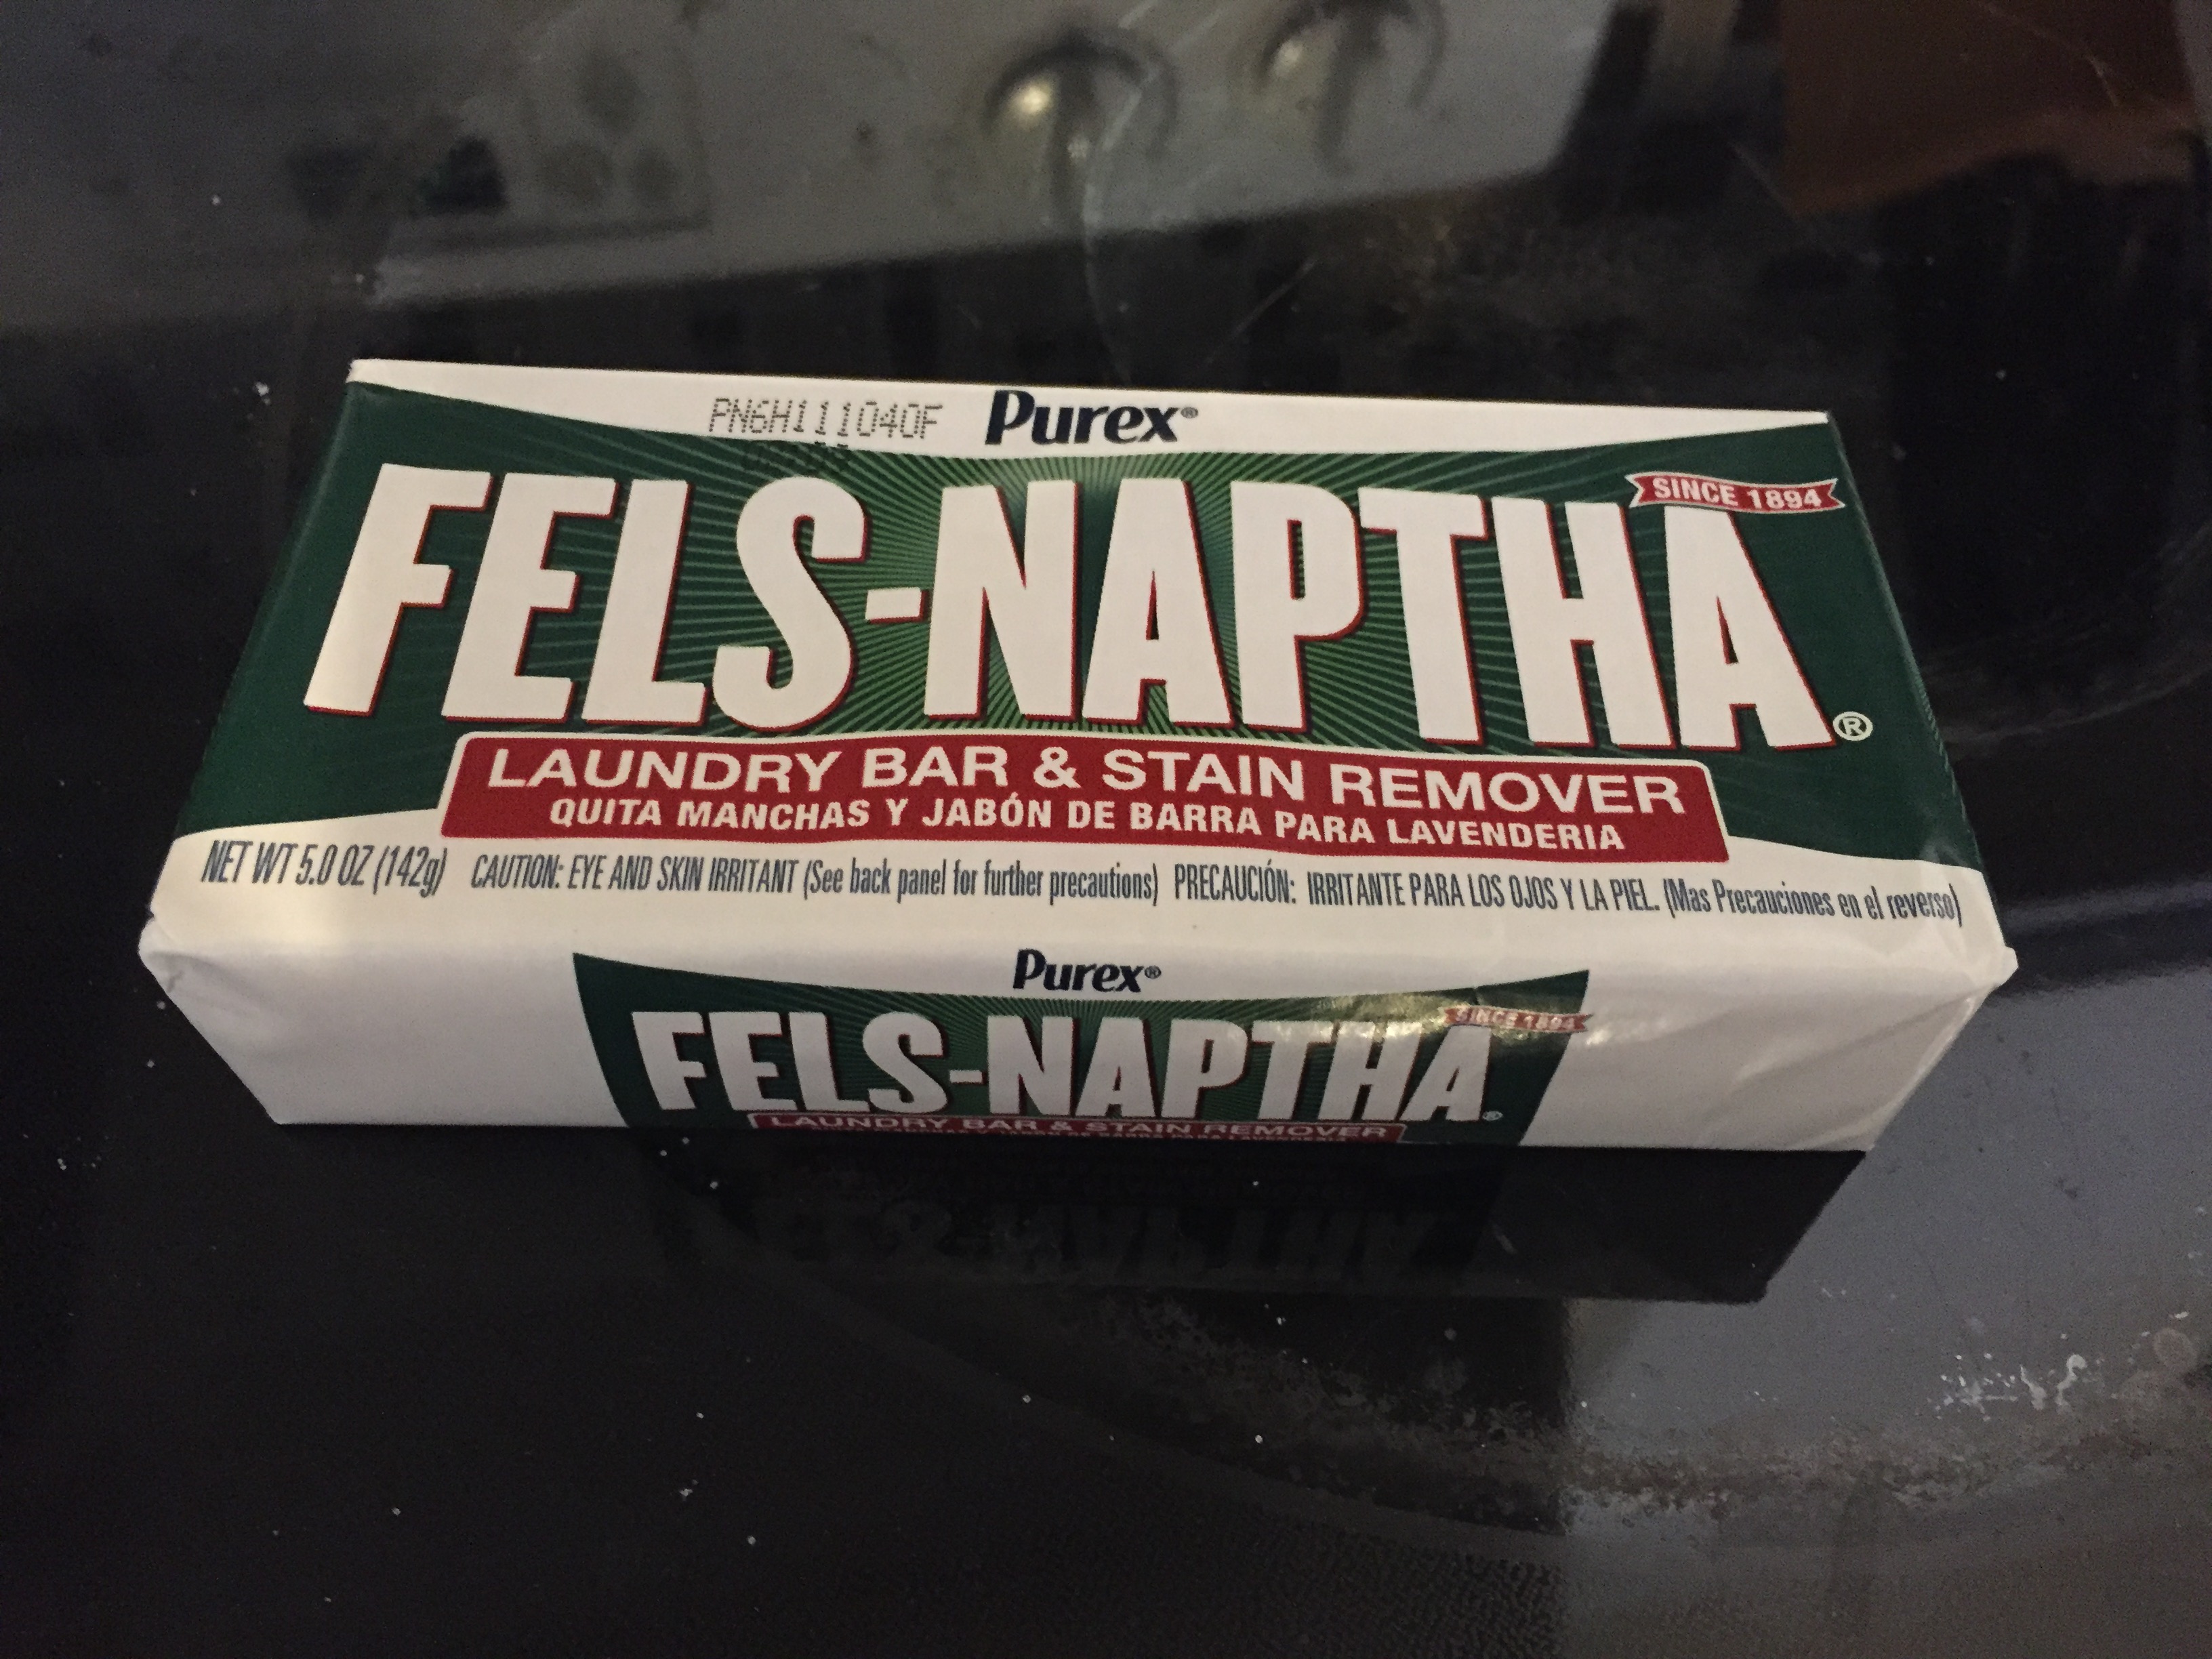 PN6H111040F
Purex®
SINCE 1894
FELS-NAPTHA®
LAUNDRY BAR & STAIN REMOVER
QUITA MANCHAS Y JABÓN DE BARRA PARA LAVENDERIA
NET WT 5.0 OZ (142g) CAUTION: EYE AND SKIN IRRITANT (See back panel for further precautions) PRECAUCIÓN: IRRITANTE PARA LOS OJOS Y LA PIEL. (Mas Precauciones en el reverso)
Purex®
SINCE 1894
FELS-NAPTHA®
LAUNDRY BAR & STAIN REMOVER